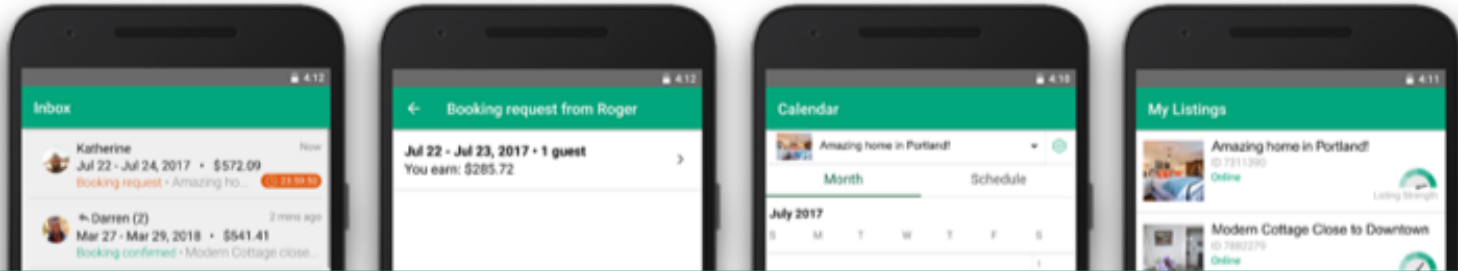 4:12
Inbox
Katherine
Now
Jul 22 - Jul 24, 2017 • $572.09
Booking request • Amazing ho...
23:59:50
Darren (2)
2 mins ago
Mar 27 - Mar 29, 2018 • $541.41
Booking confirmed • Modern Cottage close...
4:12
Booking request from Roger
Jul 22 - Jul 23, 2017 • 1 guest
You earn: $285.72
4:10
Calendar
Amazing home in Portland!
Month
Schedule
July 2017
S M T W T F S
1
4:11
My Listings
Amazing home in Portland!
ID 7311390
Online
Listing Strength
Modern Cottage Close to Downtown
ID 7882279
Online